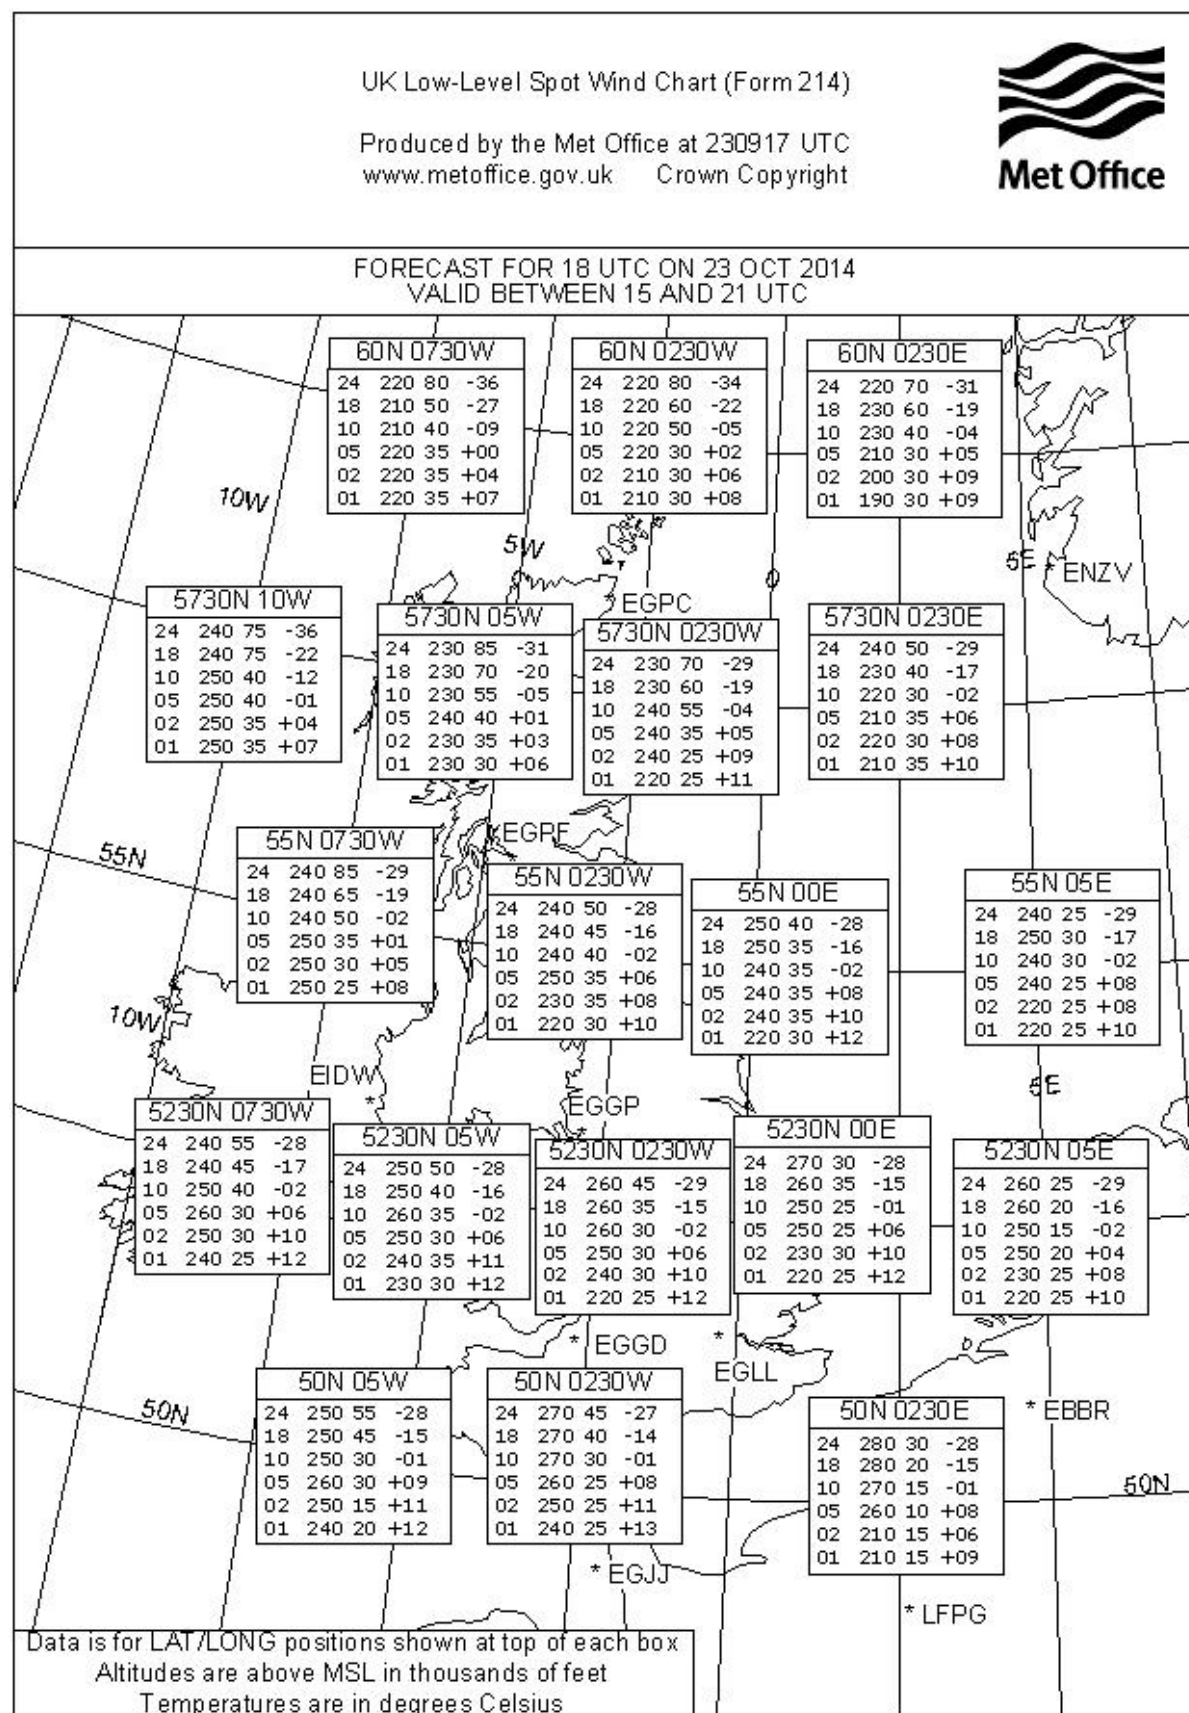 UK Low-Level Spot Wind Chart (Form 214)
Produced by the Met Office at 230917 UTC
www.metoffice.gov.uk Crown Copyright
Met Office
FORECAST FOR 18 UTC ON 23 OCT 2014
VALID BETWEEN 15 AND 21 UTC
60N 0730W
24 220 80 -36
18 210 50 -27
10 210 40 -09
05 220 35 +00
02 220 35 +04
01 220 35 +07
60N 0230W
24 220 80 -34
18 220 60 -22
10 220 50 -05
05 220 30 +02
02 210 30 +06
01 210 30 +08
60N 0230E
24 220 70 -31
18 230 60 -19
10 230 40 -04
05 210 30 +05
02 200 30 +09
01 190 30 +09
10W
5W
0
5E
* ENZV
* EGPC
5730N 10W
24 240 75 -36
18 240 75 -22
10 250 40 -12
05 250 40 -01
02 250 35 +04
01 250 35 +07
5730N 05W
24 230 85 -31
18 230 70 -20
10 230 55 -05
05 240 40 +01
02 230 35 +03
01 230 30 +06
5730N 0230W
24 230 70 -29
18 230 60 -19
10 240 55 -04
05 240 35 +05
02 240 25 +09
01 220 25 +11
5730N 0230E
24 240 50 -29
18 230 40 -17
10 220 30 -02
05 210 35 +06
02 220 30 +08
01 210 35 +10
55N
* EGPF
55N 0730W
24 240 85 -29
18 240 65 -19
10 240 50 -02
05 250 35 +01
02 250 30 +05
01 250 25 +08
55N 0230W
24 240 50 -28
18 240 45 -16
10 240 40 -02
05 250 35 +06
02 230 35 +08
01 220 30 +10
55N 00E
24 250 40 -28
18 250 35 -16
10 240 35 -02
05 240 35 +08
02 240 35 +10
01 220 30 +12
55N 05E
24 240 25 -29
18 250 30 -17
10 240 30 -02
05 240 25 +08
02 220 25 +08
01 220 25 +10
10W
EIDW *
5E
EGGP *
5230N 0730W
24 240 55 -28
18 240 45 -17
10 250 40 -02
05 260 30 +06
02 250 30 +10
01 240 25 +12
5230N 05W
24 250 50 -28
18 250 40 -16
10 260 35 -02
05 250 30 +06
02 240 35 +11
01 230 30 +12
5230N 0230W
24 260 45 -29
18 260 35 -15
10 260 30 -02
05 250 30 +06
02 240 30 +10
01 220 25 +12
5230N 00E
24 270 30 -28
18 260 35 -15
10 250 25 -01
05 250 25 +06
02 230 30 +10
01 220 25 +12
5230N 05E
24 260 25 -29
18 260 20 -16
10 250 15 -02
05 250 20 +04
02 230 25 +08
01 220 25 +10
* EGGD
* EGLL
50N
50N 05W
24 250 55 -28
18 250 45 -15
10 250 30 -01
05 260 30 +09
02 250 15 +11
01 240 20 +12
50N 0230W
24 270 45 -27
18 270 40 -14
10 270 30 -01
05 260 25 +08
02 250 25 +11
01 240 25 +13
50N 0230E
24 280 30 -28
18 280 20 -15
10 270 15 -01
05 260 10 +08
02 210 15 +06
01 210 15 +09
* EBBR
50N
* EGJJ
* LFPG
Data is for LAT/LONG positions shown at top of each box
Altitudes are above MSL in thousands of feet
Temperatures are in degrees Celsius